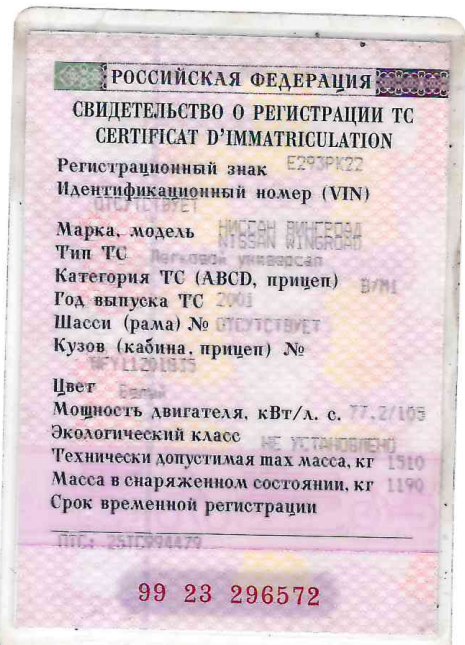 РОССИЙСКАЯ ФЕДЕРАЦИЯ
СВИДЕТЕЛЬСТВО О РЕГИСТРАЦИИ ТС
CERTIFICAT D'IMMATRICULATION
Регистрационный знак Е293РК22
Идентификационный номер (VIN)
ОТСУТСТВУЕТ
Марка, модель НИССАН ВИНГРОАД
NISSAN WINGROAD
Тип ТС Легковой универсал
Категория ТС (ABCD, прицеп) B/M1
Год выпуска ТС 2001
Шасси (рама) № ОТСУТСТВУЕТ
Кузов (кабина, прицеп) №
WFY11201835
Цвет Белый
Мощность двигателя, кВт/л. с. 77.2/105
Экологический класс НЕ УСТАНОВЛЕНО
Технически допустимая max масса, кг 1510
Масса в снаряженном состоянии, кг 1190
Срок временной регистрации
ПТС: 25ТС994479
99 23 296572